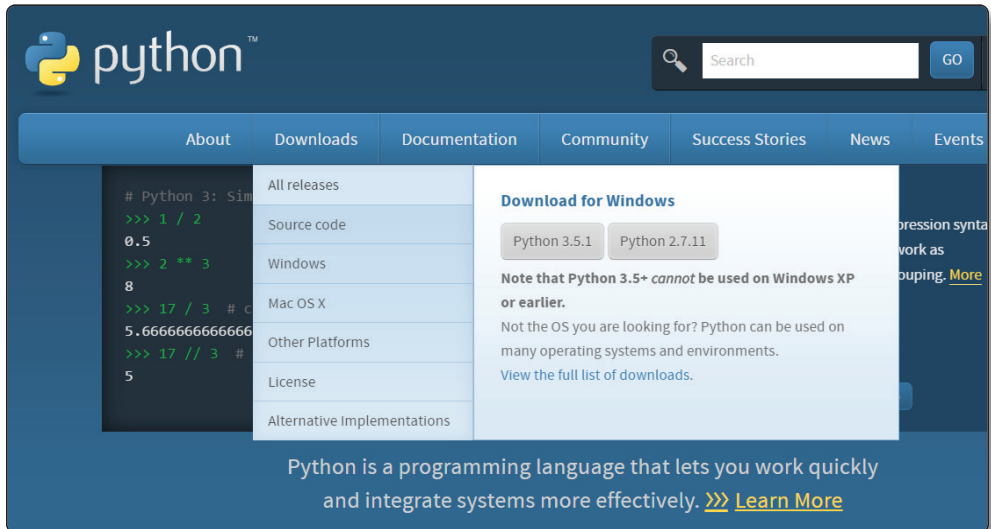 python™
Search
GO
About Downloads Documentation Community Success Stories News Events
# Python 3: Sim
>>> 1 / 2
0.5
>>> 2 ** 3
8
>>> 17 / 3 # c
5.6666666666666
>>> 17 // 3 #
5
All releases
Source code
Windows
Mac OS X
Other Platforms
License
Alternative Implementations
Download for Windows
Python 3.5.1 Python 2.7.11
Note that Python 3.5+ cannot be used on Windows XP
or earlier.
Not the OS you are looking for? Python can be used on
many operating systems and environments.
View the full list of downloads.
pression synta
work as
ouping. More
Python is a programming language that lets you work quickly
and integrate systems more effectively. >>> Learn More